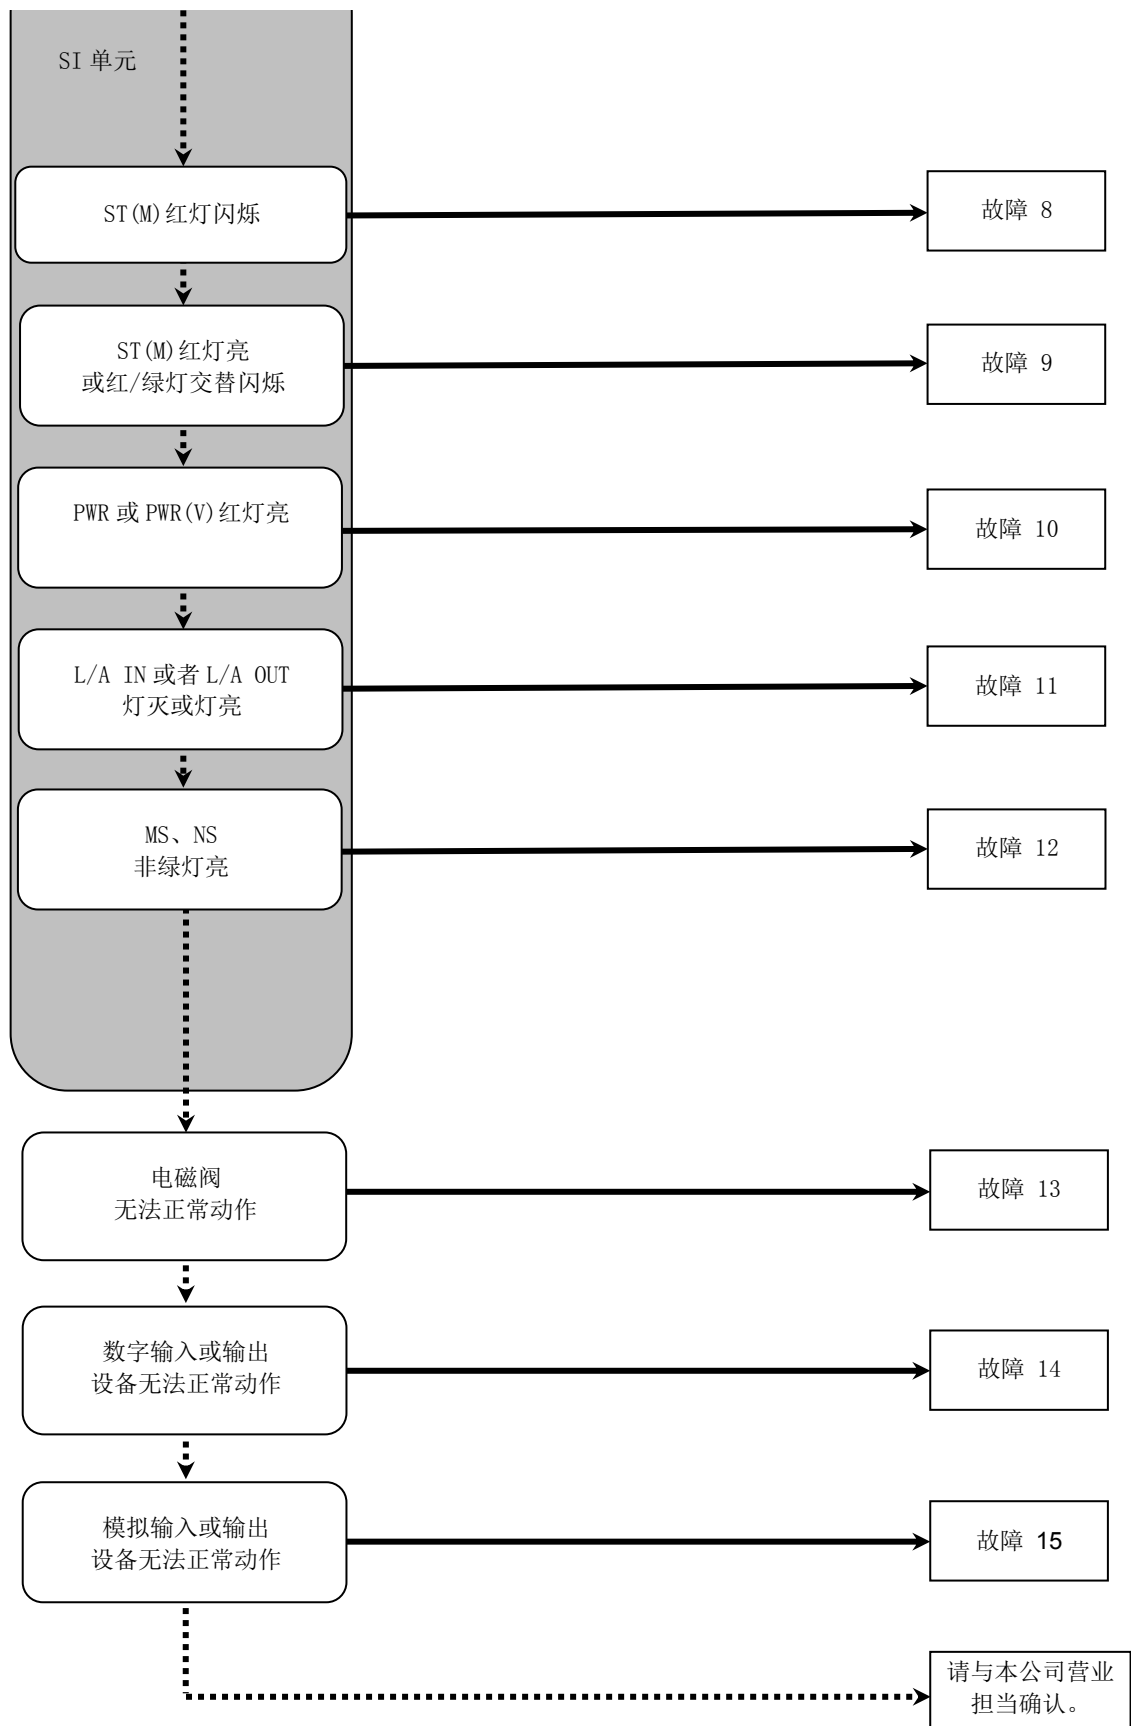 SI 单元
ST(M)红灯闪烁
故障 8
ST(M)红灯亮
或红/绿灯交替闪烁
故障 9
PWR 或 PWR(V)红灯亮
故障 10
L/A IN 或者 L/A OUT
灯灭或灯亮
故障 11
MS、NS
非绿灯亮
故障 12
电磁阀
无法正常动作
故障 13
数字输入或输出
设备无法正常动作
故障 14
模拟输入或输出
设备无法正常动作
故障 15
请与本公司营业
担当确认。